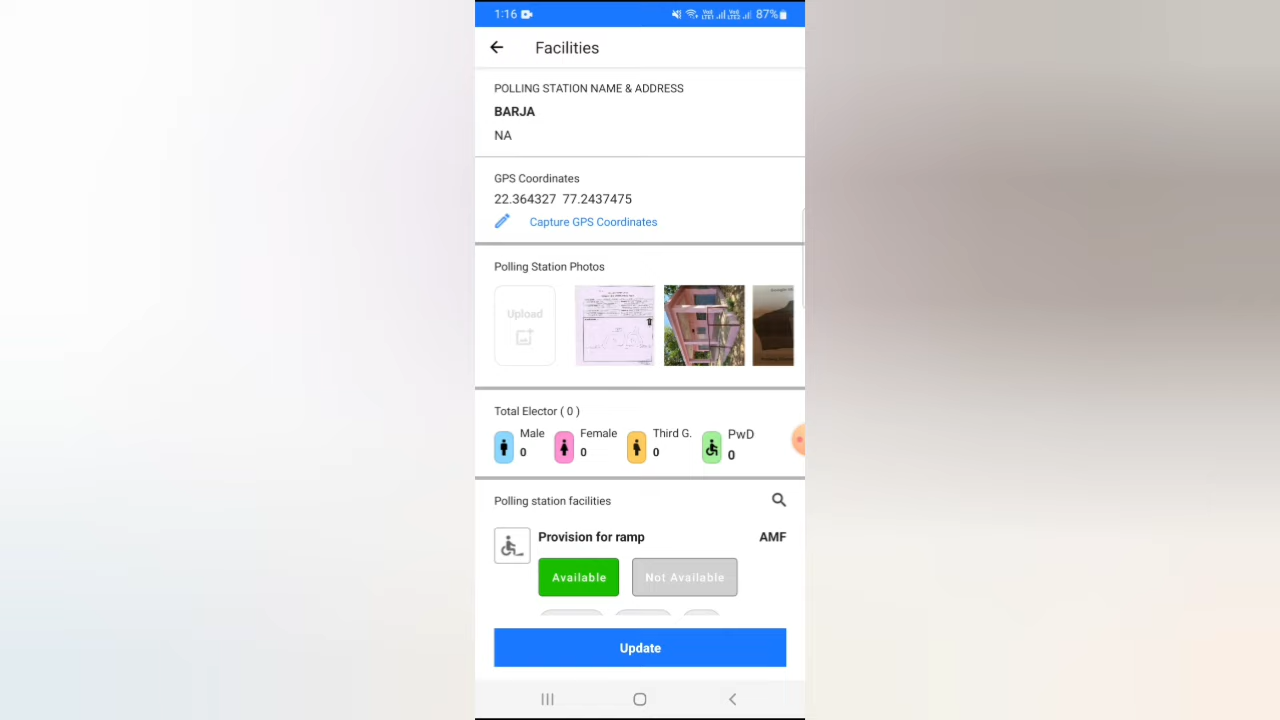 1:16 87%
Facilities
POLLING STATION NAME & ADDRESS
BARJA
NA
GPS Coordinates
22.364327 77.2437475
Capture GPS Coordinates
Polling Station Photos
Upload
Total Elector ( 0 )
Male Female Third G. PwD
0 0 0 0
Polling station facilities
Provision for ramp AMF
Available Not Available
Update